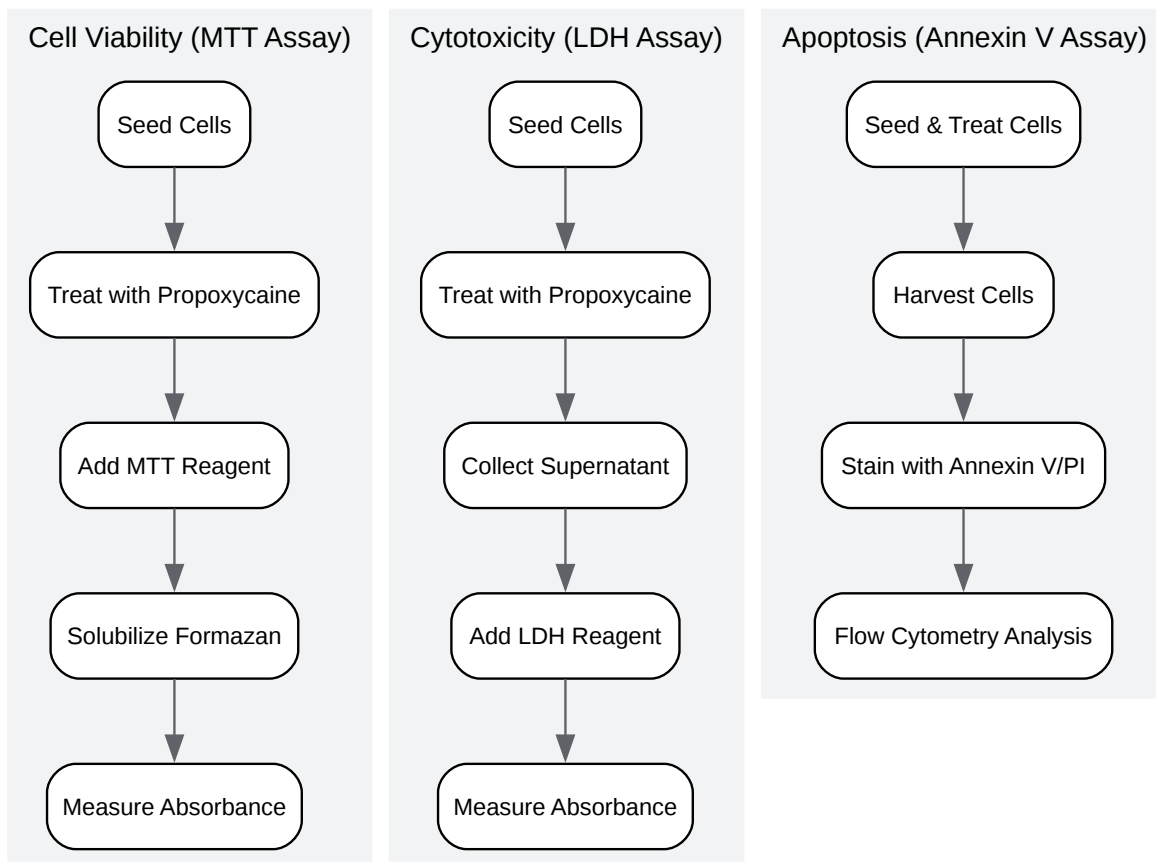 Cell Viability (MTT Assay)
Seed Cells
Treat with Propoxycaine
Add MTT Reagent
Solubilize Formazan
Measure Absorbance
Cytotoxicity (LDH Assay)
Seed Cells
Treat with Propoxycaine
Collect Supernatant
Add LDH Reagent
Measure Absorbance
Apoptosis (Annexin V Assay)
Seed & Treat Cells
Harvest Cells
Stain with Annexin V/PI
Flow Cytometry Analysis